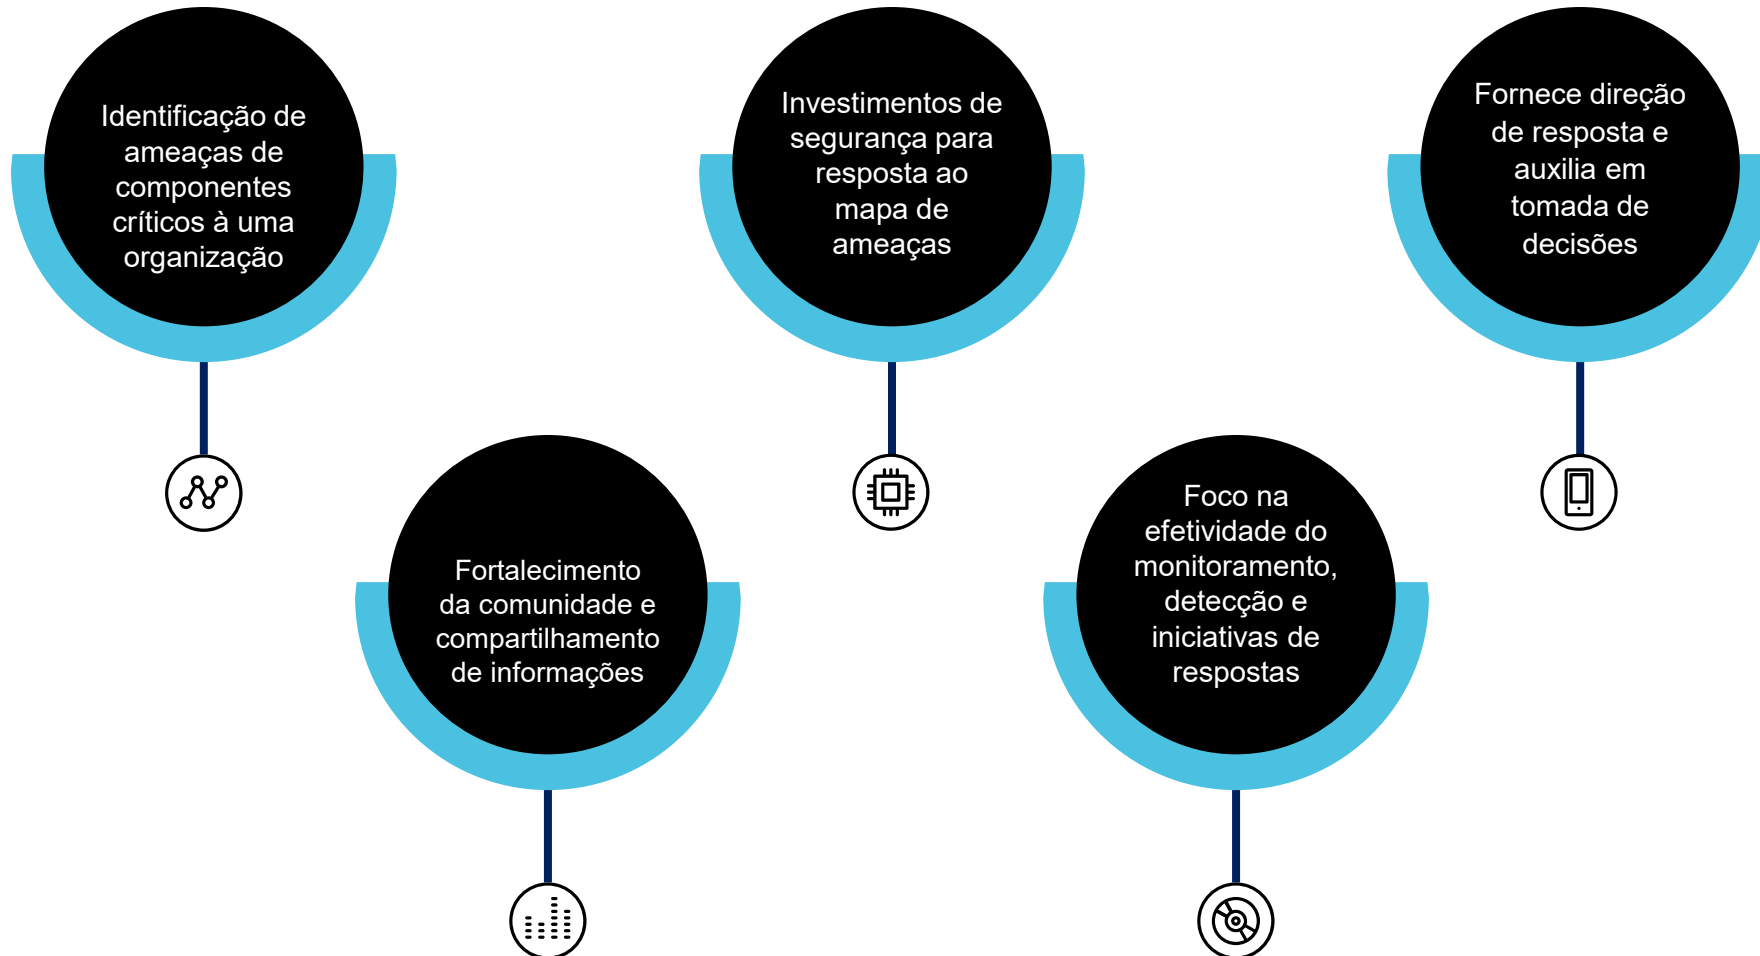 Identificação de
ameaças de
componentes
críticos à uma
organização
Fortalecimento
da comunidade e
compartilhamento
de informações
Investimentos de
segurança para
resposta ao
mapa de
ameaças
Foco na
efetividade do
monitoramento,
detecção e
iniciativas de
respostas
Fornece direção
de resposta e
auxilia em
tomada de
decisões